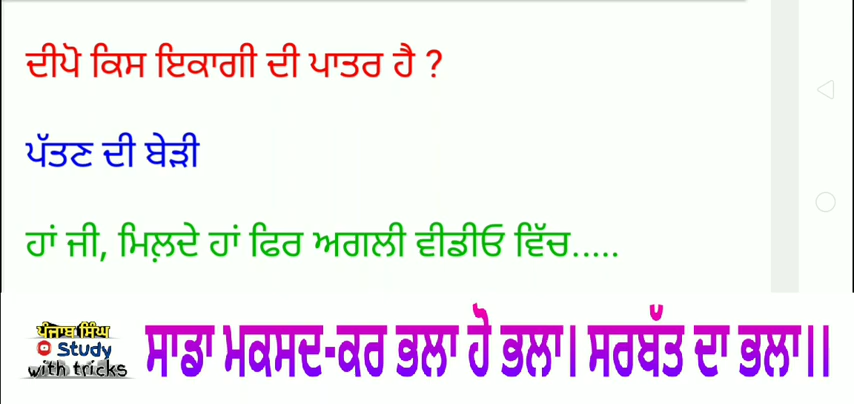 ਦੀਪੋ ਕਿਸ ਇਕਾਗੀ ਦੀ ਪਾਤਰ ਹੈ ?
ਪੱਤਣ ਦੀ ਬੇੜੀ
ਹਾਂ ਜੀ, ਮਿਲ਼ਦੇ ਹਾਂ ਫਿਰ ਅਗਲੀ ਵੀਡੀਓ ਵਿੱਚ.....
ਪੰਜਾਬ ਸਿੰਘ
Study
with tricks
ਸਾਡਾ ਮਕਸਦ-ਕਰ ਭਲਾ ਹੋ ਭਲਾ। ਸਰਬੱਤ ਦਾ ਭਲਾ।।